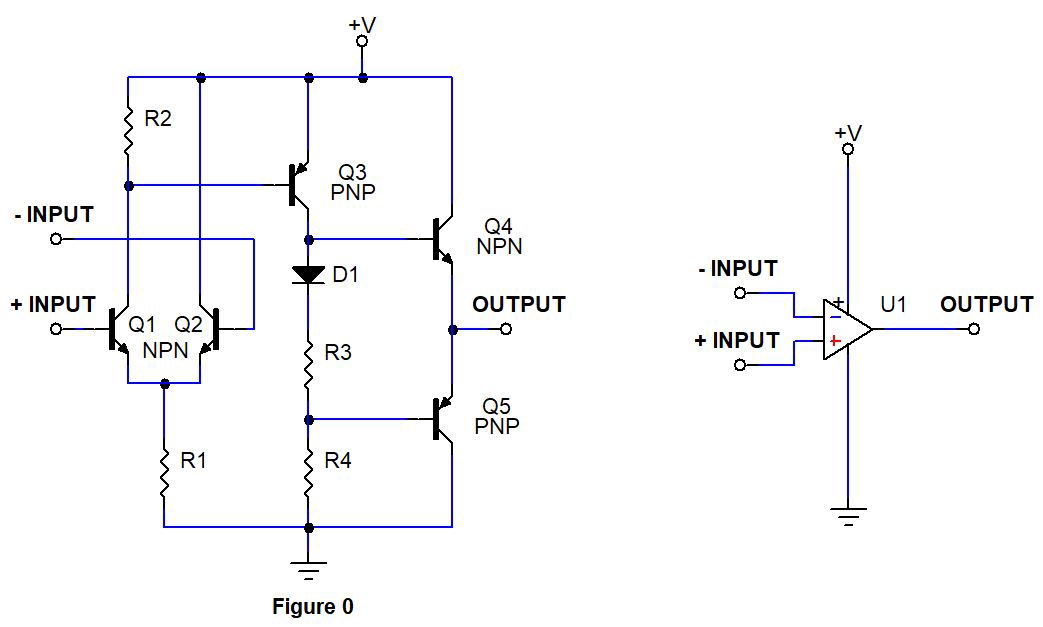 +V
R2
Q3
PNP
- INPUT
Q4
NPN
D1
+ INPUT
Q1
Q2
NPN
OUTPUT
R3
Q5
PNP
R1
R4
Figure 0
+V
- INPUT
+
U1
OUTPUT
-
+ INPUT
+